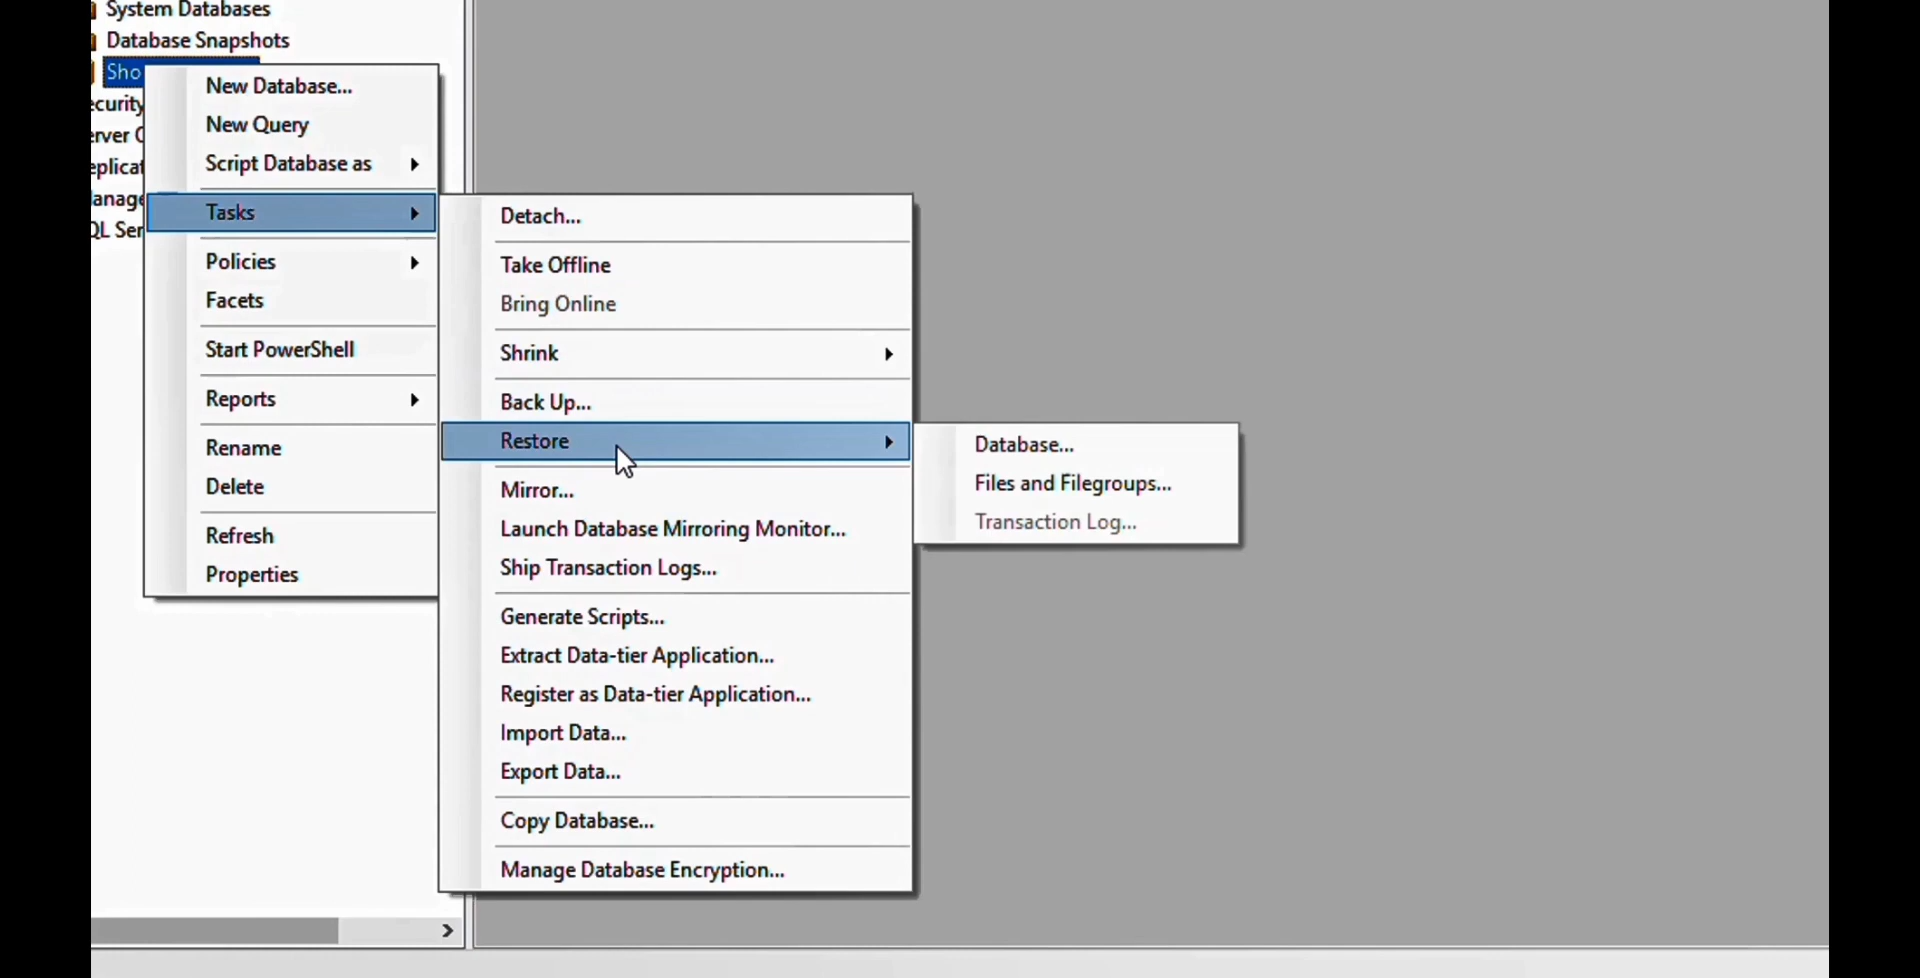 System Databases
Database Snapshots
Sho
ecurity
erver
eplicat
anage
QL Ser
New Database...
New Query
Script Database as
Tasks
Policies
Facets
Start PowerShell
Reports
Rename
Delete
Refresh
Properties
Detach...
Take Offline
Bring Online
Shrink
Back Up...
Restore
Mirror...
Launch Database Mirroring Monitor...
Ship Transaction Logs...
Generate Scripts...
Extract Data-tier Application...
Register as Data-tier Application...
Import Data...
Export Data...
Copy Database...
Manage Database Encryption...
Database...
Files and Filegroups...
Transaction Log...